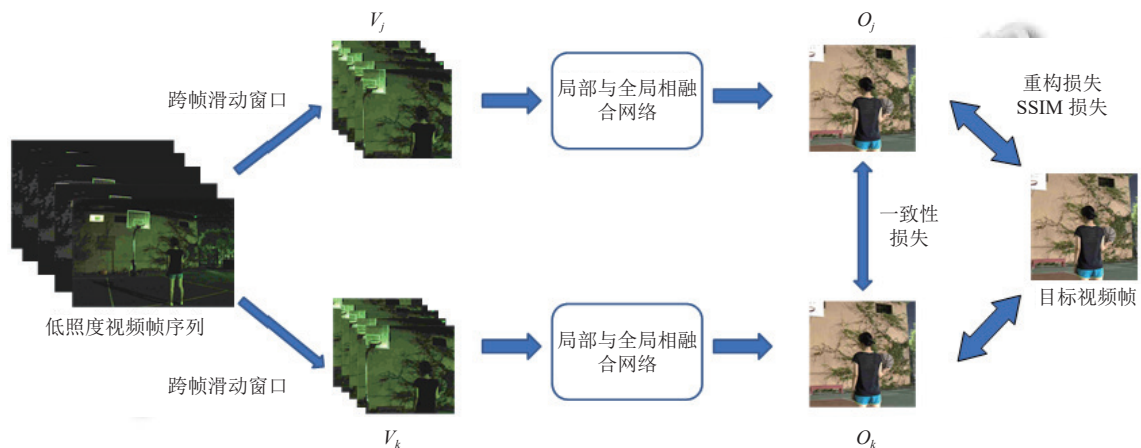 V_j
O_j
跨帧滑动窗口
局部与全局相融
合网络
重构损失
SSIM 损失
一致性
损失
低照度视频帧序列
目标视频帧
跨帧滑动窗口
局部与全局相融
合网络
V_k
O_k